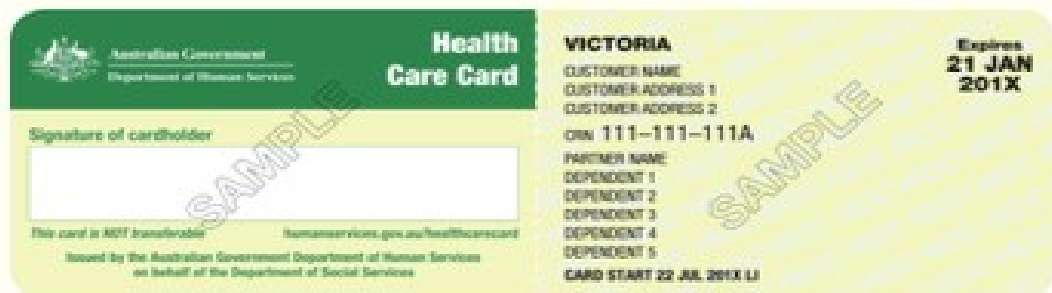 Australian Government
Department of Human Services
Health
Care Card
Signature of cardholder
SAMPLE
This card is NOT transferable
humanservices.gov.au/healthcarecard
Issued by the Australian Government Department of Human Services
on behalf of the Department of Social Services
VICTORIA
Expires
21 JAN
201X
CUSTOMER NAME
CUSTOMER ADDRESS 1
CUSTOMER ADDRESS 2
CRN 111–111–111A
PARTNER NAME
DEPENDENT 1
DEPENDENT 2
DEPENDENT 3
DEPENDENT 4
DEPENDENT 5
SAMPLE
CARD START 22 JUL 201X LI